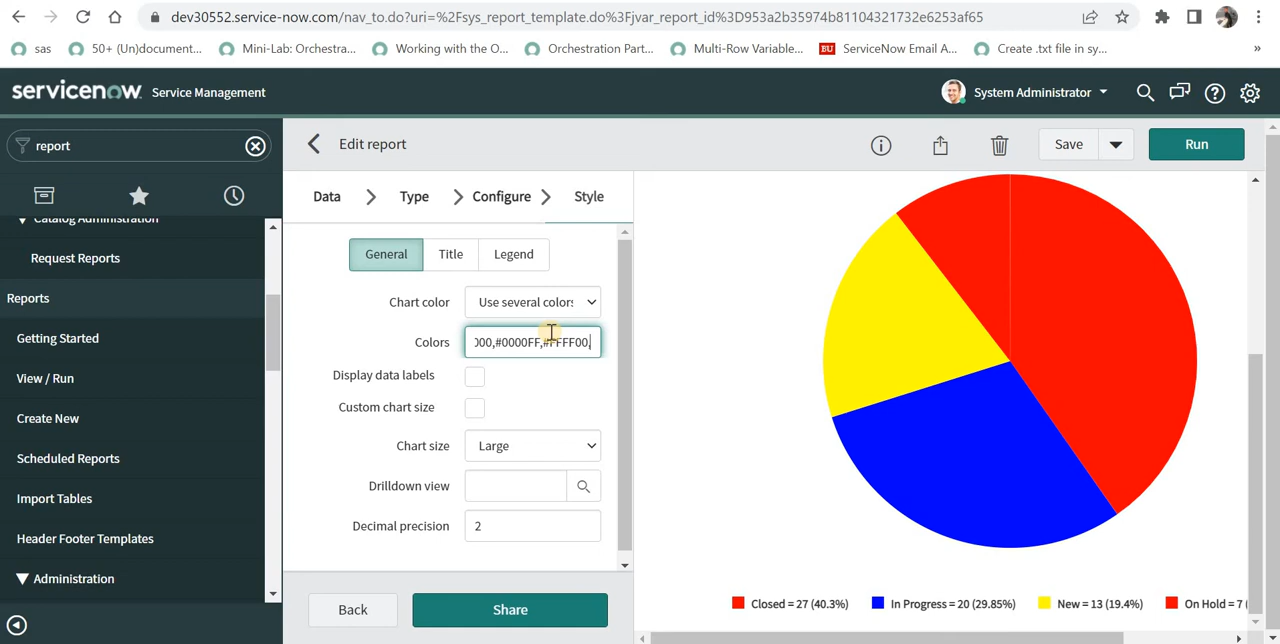 dev30552.service-now.com/nav_to.do?uri=%2Fsys_report_template.do%3Fjvar_report_id%3D953a2b35974b81104321732e6253af65
sas 50+ (Un)document... Mini-Lab: Orchestra... Working with the O... Orchestration Part... Multi-Row Variable... BU ServiceNow Email A... Create .txt file in sy... »
servicenow. Service Management System Administrator
report
Edit report Save Run
Data Type Configure Style
Catalog Administration
Request Reports
Reports
Getting Started
View / Run
Create New
Scheduled Reports
Import Tables
Header Footer Templates
Administration
General Title Legend
Chart color Use several colors
Colors 000,#0000FF,#FFFF00,
Display data labels
Custom chart size
Chart size Large
Drilldown view
Decimal precision 2
Back Share
Closed = 27 (40.3%) In Progress = 20 (29.85%) New = 13 (19.4%) On Hold = 7 (